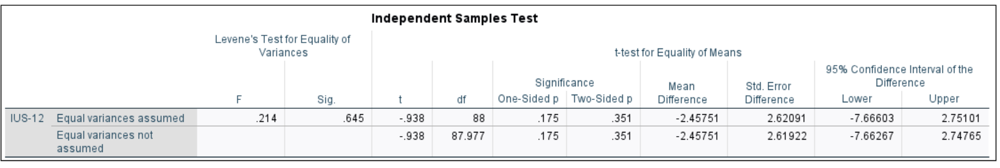 Independent Samples Test
Levene's Test for Equality of
Variances
t-test for Equality of Means
F
Sig.
t
df
Significance
One-Sided p
Two-Sided p
Mean
Difference
Std. Error
Difference
95% Confidence Interval of the
Difference
Lower
Upper
IUS-12 Equal variances assumed .214 .645 -.938 88 .175 .351 -2.45751 2.62091 -7.66603 2.75101
Equal variances not
assumed
-.938 87.977 .175 .351 -2.45751 2.61922 -7.66267 2.74765